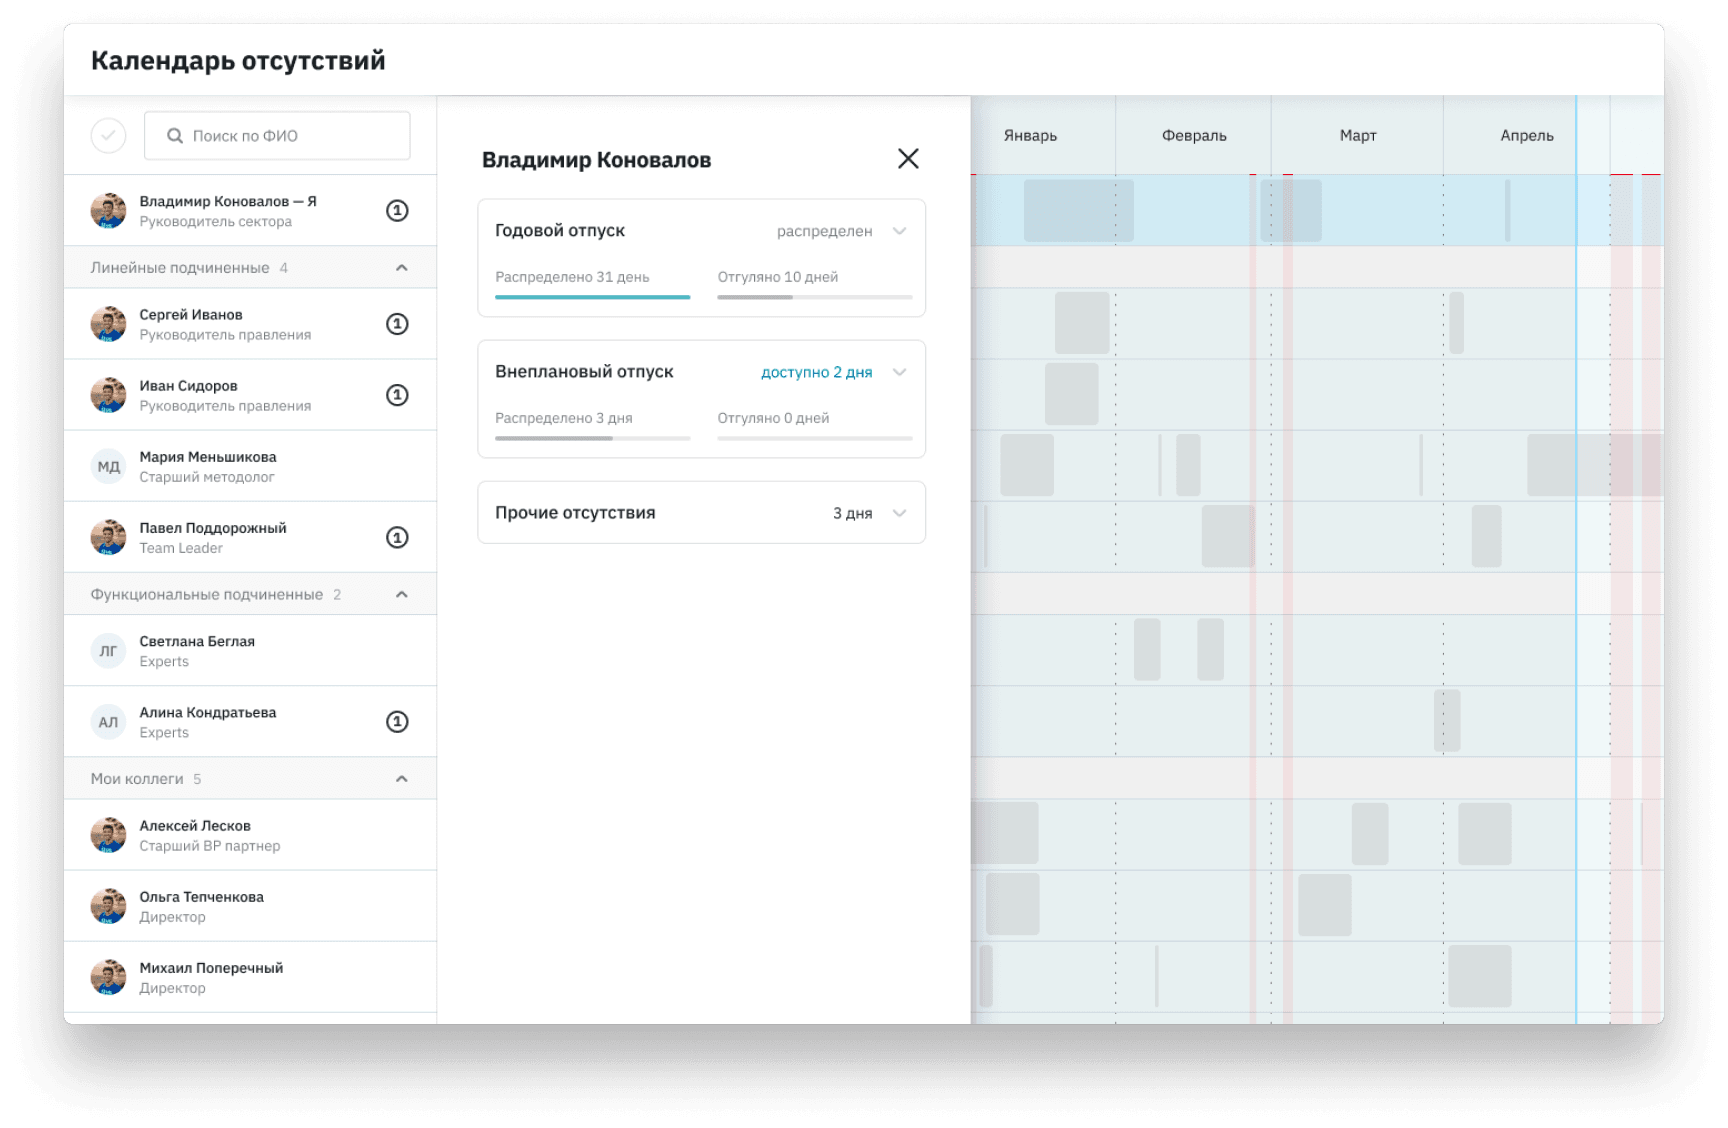 Календарь отсутствий
Поиск по ФИО
Владимир Коновалов — Я
Руководитель сектора
1
Линейные подчиненные 4
Сергей Иванов
Руководитель правления
1
Иван Сидоров
Руководитель правления
1
МД
Мария Меньшикова
Старший методолог
Павел Поддорожный
Team Leader
1
Функциональные подчиненные 2
ЛГ
Светлана Беглая
Experts
АЛ
Алина Кондратьева
Experts
1
Мои коллеги 5
Алексей Лесков
Старший BP партнер
Ольга Тепченкова
Директор
Михаил Поперечный
Директор
Владимир Коновалов
Годовой отпуск распределен
Распределено 31 день Отгуляно 10 дней
Внеплановый отпуск доступно 2 дня
Распределено 3 дня Отгуляно 0 дней
Прочие отсутствия 3 дня
Январь Февраль Март Апрель